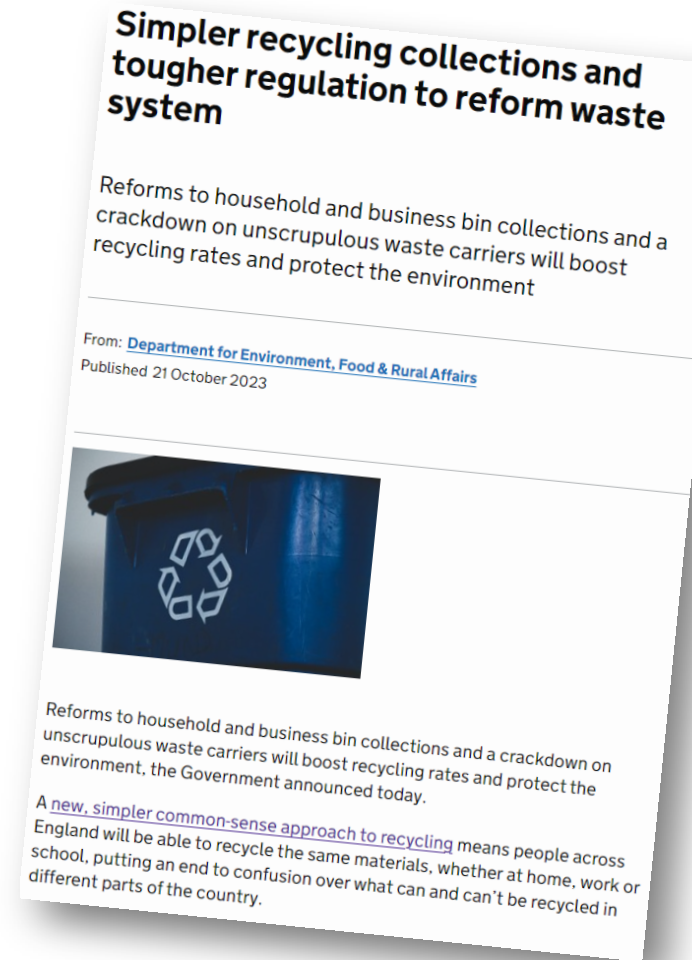 Simpler recycling collections and
tougher regulation to reform waste
system
Reforms to household and business bin collections and a
crackdown on unscrupulous waste carriers will boost
recycling rates and protect the environment
From: Department for Environment, Food & Rural Affairs
Published 21 October 2023
Reforms to household and business bin collections and a crackdown on
unscrupulous waste carriers will boost recycling rates and protect the
environment, the Government announced today.
A new, simpler common-sense approach to recycling means people across
England will be able to recycle the same materials, whether at home, work or
school, putting an end to confusion over what can and can't be recycled in
different parts of the country.